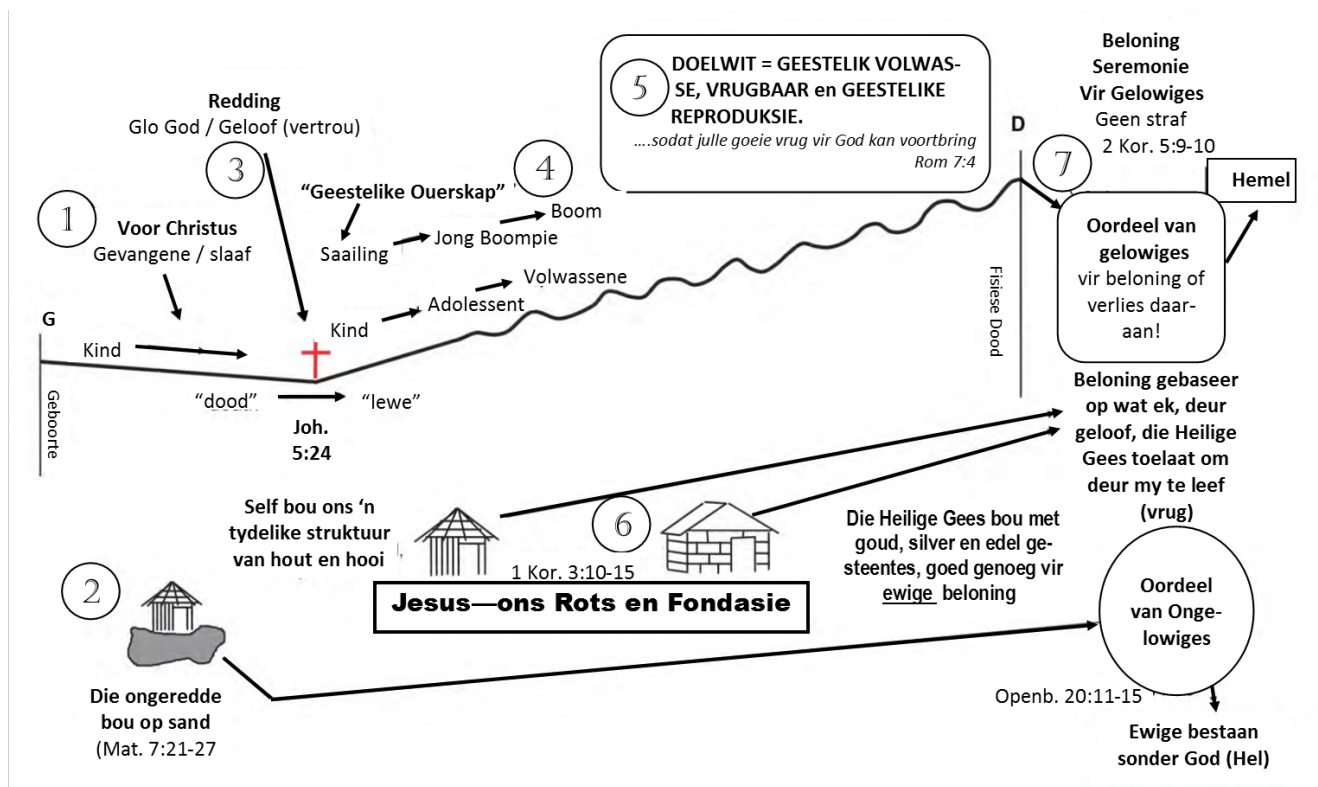 Beloning
Seremonie
Vir Gelowiges
Geen straf
2 Kor. 5:9-10
5
DOELWIT = GEESTELIK VOLWAS-
SE, VRUGBAAR en GEESTELIKE
REPRODUKSIE.
....sodat julle goeie vrug vir God kan voortbring
Rom 7:4
Redding
Glo God / Geloof (vertrou)
3
4
"Geestelike Ouerskap"
Saailing
Jong Boompie
Boom
1
Voor Christus
Gevangene / slaaf
Kind
Adolessent
Volwassene
G
Kind
Geboorte
"dood"
"lewe"
Joh.
5:24
D
Fisiese Dood
7
Hemel
Oordeel van
gelowiges
vir beloning of
verlies daar-
aan!
Beloning gebaseer
op wat ek, deur
geloof, die Heilige
Gees toelaat om
deur my te leef
(vrug)
Self bou ons ‘n
tydelike struktuur
van hout en hooi
6
1 Kor. 3:10-15
Die Heilige Gees bou met
goud, silver en edel ge-
steentes, goed genoeg vir
ewige beloning
Jesus—ons Rots en Fondasie
2
Die ongeredde
bou op sand
(Mat. 7:21-27
Oordeel
van Onge-
lowiges
Openb. 20:11-15
Ewige bestaan
sonder God (Hel)